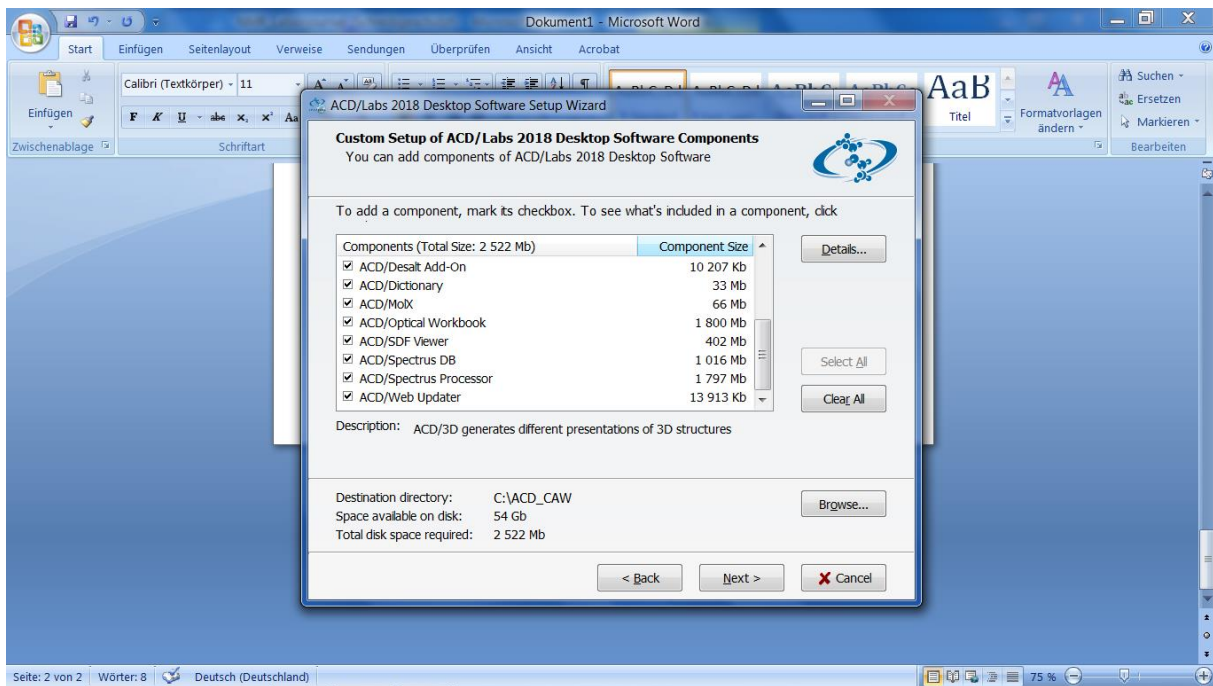 Dokument1 - Microsoft Word
Start Einfügen Seitenlayout Verweise Sendungen Überprüfen Ansicht Acrobat
Einfügen
Zwischenablage
Calibri (Textkörper) 11
F K U abc x₂ x² Aa
Schriftart
AaB
Titel
Formatvorlagen ändern
Suchen
Ersetzen
Markieren
Bearbeiten
ACD/Labs 2018 Desktop Software Setup Wizard
Custom Setup of ACD/Labs 2018 Desktop Software Components
You can add components of ACD/Labs 2018 Desktop Software
To add a component, mark its checkbox. To see what's included in a component, click
Components (Total Size: 2 522 Mb) Component Size
ACD/Desalt Add-On 10 207 Kb
ACD/Dictionary 33 Mb
ACD/MolX 66 Mb
ACD/Optical Workbook 1 800 Mb
ACD/SDF Viewer 402 Mb
ACD/Spectrus DB 1 016 Mb
ACD/Spectrus Processor 1 797 Mb
ACD/Web Updater 13 913 Kb
Details...
Select All
Clear All
Description: ACD/3D generates different presentations of 3D structures
Destination directory: C:\ACD_CAW
Space available on disk: 54 Gb
Total disk space required: 2 522 Mb
Browse...
< Back Next > Cancel
Seite: 2 von 2 Wörter: 8 Deutsch (Deutschland) 75 %